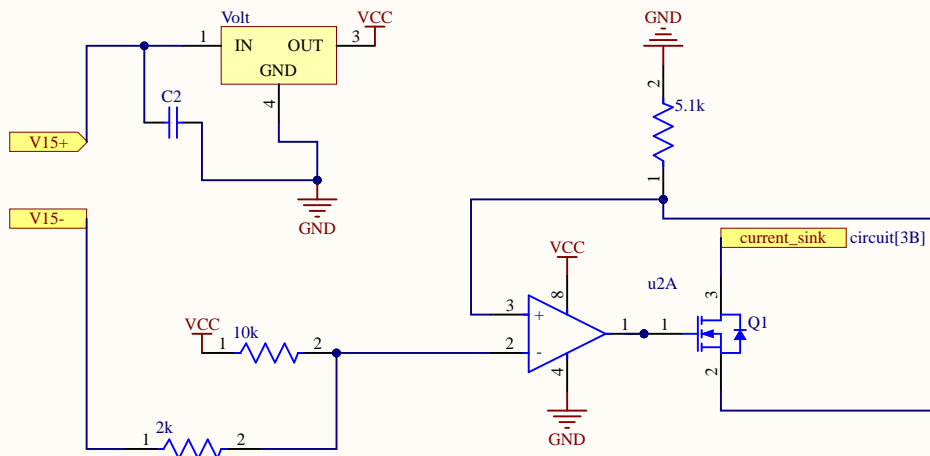 Volt
VCC
GND
1
IN
OUT
3
GND
4
2
5.1k
C2
V15+
1
GND
V15-
current_sink
circuit[3B]
VCC
u2A
3
8
3
+
VCC
10k
1
1
Q1
1
2
2
-
4
2
GND
2k
1
2